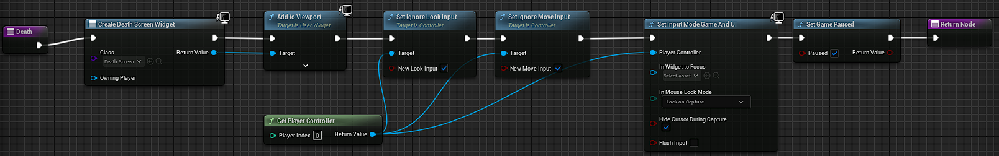 Death
Create Death Screen Widget
Class
Death Screen
Return Value
Owning Player
f Add to Viewport
Target is User Widget
Target
f Set Ignore Look Input
Target is Controller
Target
New Look Input
f Set Ignore Move Input
Target is Controller
Target
New Move Input
f Set Input Mode Game And UI
Player Controller
In Widget to Focus
Select Asset
In Mouse Lock Mode
Lock on Capture
Hide Cursor During Capture
Flush Input
f Set Game Paused
Paused
Return Value
Return Node
f Get Player Controller
Player Index 0
Return Value